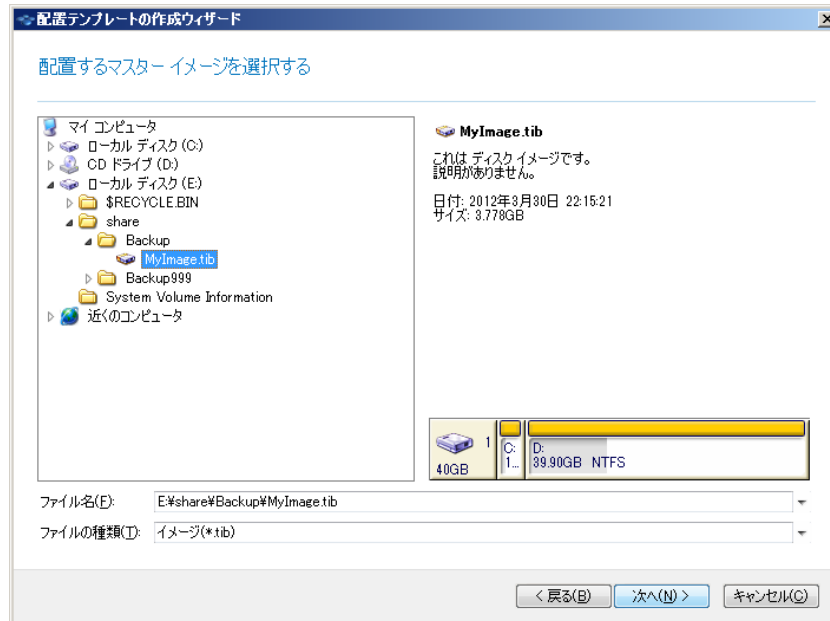 配置テンプレートの作成ウィザード
配置するマスター イメージを選択する
マイ コンピュータ
ローカル ディスク (C:)
CD ドライブ (D:)
ローカル ディスク (E:)
$RECYCLE.BIN
share
Backup
MyImage.tib
Backup999
System Volume Information
近くのコンピュータ
MyImage.tib
これは ディスク イメージです。
説明がありません。
日付: 2012年3月30日 22:15:21
サイズ: 3.778GB
40GB
1
C:
1...
D:
39.90GB NTFS
ファイル名(F): E:¥share¥Backup¥MyImage.tib
ファイルの種類(T): イメージ(*.tib)
< 戻る(B) 次へ(N) > キャンセル(C)